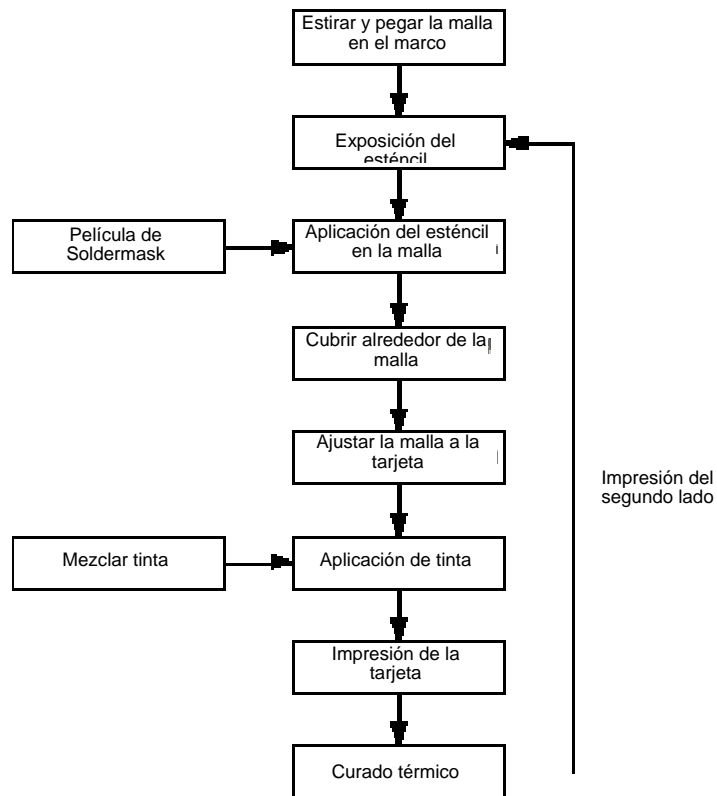 Estirar y pegar la malla
en el marco
Exposición del
esténcil
Película de
Soldermask
Aplicación del esténcil
en la malla
Cubrir alrededor de la
malla
Ajustar la malla a la
tarjeta
Impresión del
segundo lado
Mezclar tinta
Aplicación de tinta
Impresión de la
tarjeta
Curado térmico